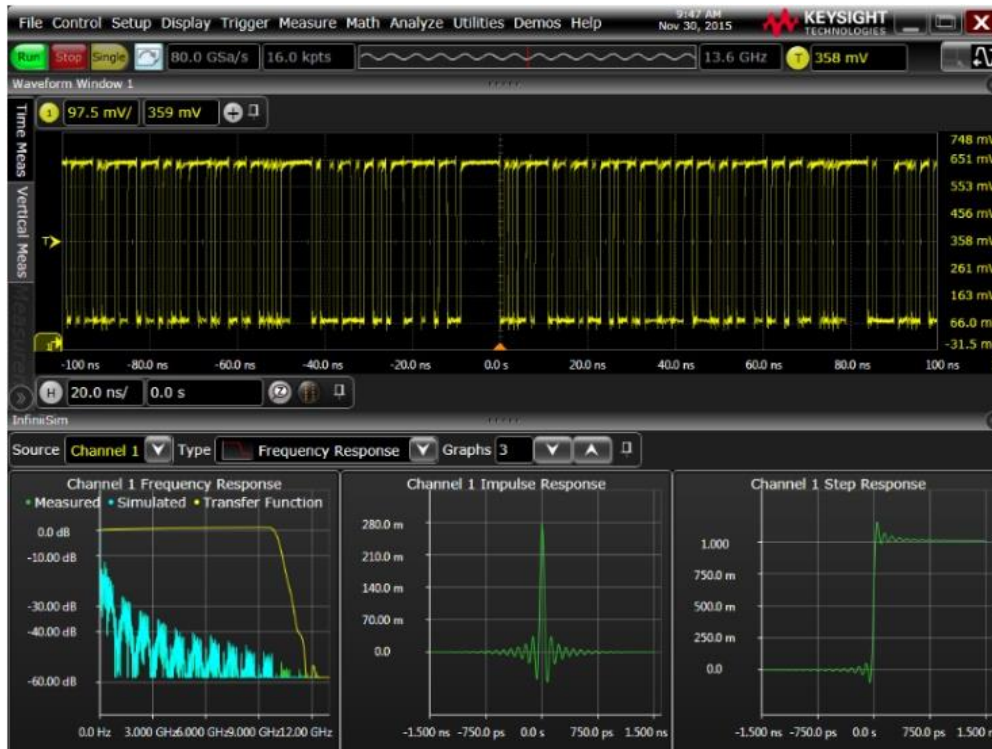 File Control Setup Display Trigger Measure Math Analyze Utilities Demos Help
9:47 AM
Nov 30, 2015
KEYSIGHT
TECHNOLOGIES
Run Stop Single 80.0 GSa/s 16.0 kpts 13.6 GHz T 358 mV
Waveform Window 1
Time Meas
Vertical Meas
1 97.5 mV/ 359 mV
748 mV
651 mV
553 mV
456 mV
358 mV
261 mV
163 mV
66.0 mV
-31.5 m
T
-100 ns -80.0 ns -60.0 ns -40.0 ns -20.0 ns 0.0 s 20.0 ns 40.0 ns 60.0 ns 80.0 ns 100 ns
H 20.0 ns/ 0.0 s
InfiniiSim
Source Channel 1 Type Frequency Response Graphs 3
Channel 1 Frequency Response
Measured Simulated Transfer Function
0.0 dB
-10.00 dB
-30.00 dB
-40.00 dB
-60.00 dB
0.0 Hz 3.000 GHz 6.000 GHz 9.000 GHz 12.00 GHz
Channel 1 Impulse Response
280.0 m
210.0 m
140.0 m
70.00 m
0.0
-1.500 ns -750.0 ps 0.0 s 750.0 ps 1.500 ns
Channel 1 Step Response
1.000
750.0 m
500.0 m
250.0 m
0.0
-1.500 ns -750.0 ps 0.0 s 750.0 ps 1.500